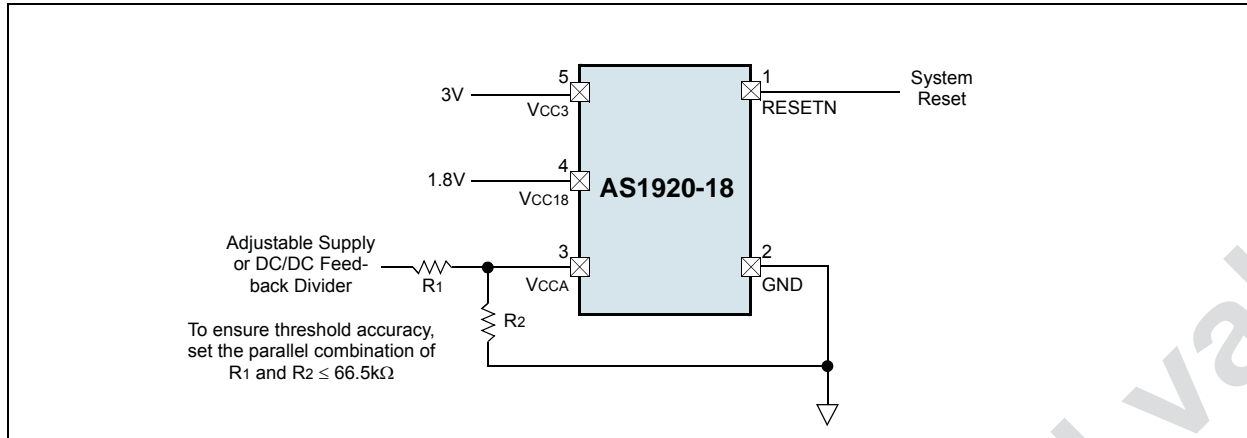 5
3V
VCC3
1
RESETN
System
Reset
4
1.8V
VCC18
AS1920-18
Adjustable Supply
or DC/DC Feed-
back Divider
R1
3
VCCA
2
GND
R2
To ensure threshold accuracy,
set the parallel combination of
R1 and R2 ≤ 66.5kΩ